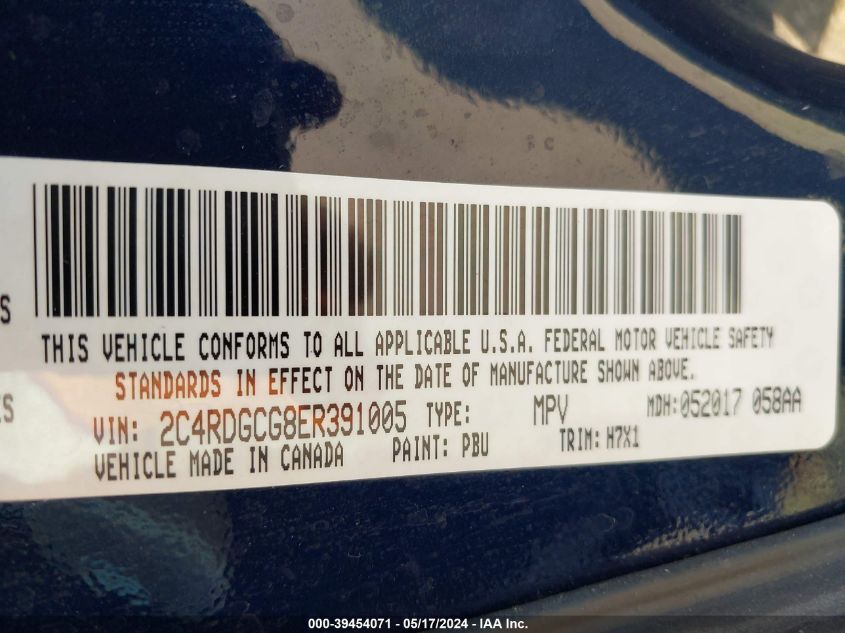 THIS VEHICLE CONFORMS TO ALL APPLICABLE U.S.A. FEDERAL MOTOR VEHICLE SAFETY
STANDARDS IN EFFECT ON THE DATE OF MANUFACTURE SHOWN ABOVE.
VIN: 2C4RDGCG8ER391005 TYPE: MPV MDH:052017 058AA
VEHICLE MADE IN CANADA PAINT: PBU TRIM: H7X1
S
ES
000-39454071 - 05/17/2024 - IAA Inc.